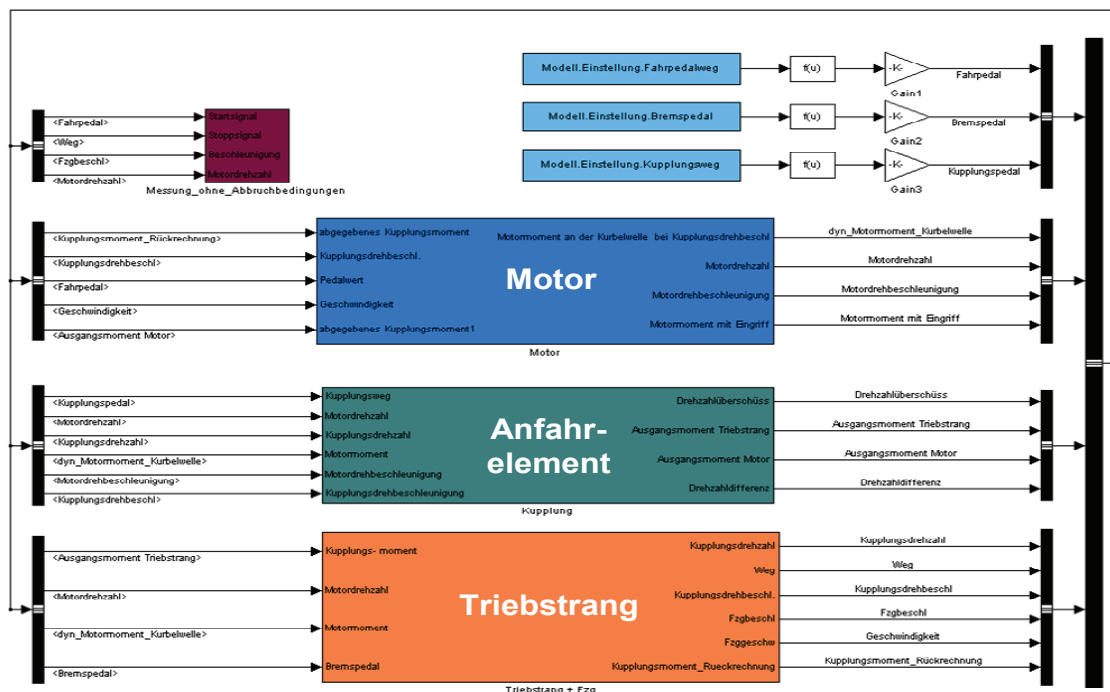 Modell.Einstellung.Fahrpedalweg
f(u)
-K-
Fahrpedal
Gain1
Modell.Einstellung.Bremspedal
f(u)
-K-
Bremspedal
Gain2
Modell.Einstellung.Kupplungsweg
f(u)
-K-
Kupplungspedal
Gain3
<Fahrpedal>
Startsignal
<Weg>
Stoppsignal
<Fzgbeschl>
Beschleunigung
<Motordrehzahl>
Motordrehzahl
Messung_ohne_Abbruchbedingungen
<Kupplungsmoment_Rückrechnung>
<Kupplungsdrehbeschl>
<Fahrpedal>
<Geschwindigkeit>
<Ausgangsmoment Motor>
abgegebenes Kupplungsmoment
Kupplungsdrehbeschl.
Pedalwert
Geschwindigkeit
abgegebenes Kupplungsmoment1
Motor
Motormoment an der Kurbelwelle bei Kupplungsdrehbeschl
Motordrehzahl
Motordrehbeschleunigung
Motormoment mit Eingriff
dyn_Motormoment_Kurbelwelle
Motordrehzahl
Motordrehbeschleunigung
Motormoment mit Eingriff
Motor
<Kupplungspedal>
<Motordrehzahl>
<Kupplungsdrehzahl>
<dyn_Motormoment_Kurbelwelle>
<Motordrehbeschleunigung>
<Kupplungsdrehbeschl>
Kupplungsweg
Motordrehzahl
Kupplungsdrehzahl
Motormoment
Motordrehbeschleunigung
Kupplungsdrehbeschleunigung
Anfahr-
element
Drehzahlüberschüss
Ausgangsmoment Triebstrang
Ausgangsmoment Motor
Drehzahldifferenz
Drehzahlüberschüss
Ausgangsmoment Triebstrang
Ausgangsmoment Motor
Drehzahldifferenz
Kupplung
<Ausgangsmoment Triebstrang>
<Motordrehzahl>
<dyn_Motormoment_Kurbelwelle>
<Bremspedal>
Kupplungs- moment
Motordrehzahl
Motormoment
Bremspedal
Triebstrang
Kupplungsdrehzahl
Weg
Kupplungsdrehbeschl.
Fzgbeschl
Fzggeschw
Kupplungsmoment_Rueckrechnung
Kupplungsdrehzahl
Weg
Kupplungsdrehbeschl
Fzgbeschl
Geschwindigkeit
Kupplungsmoment_Rückrechnung
Triebstrang + Fzg